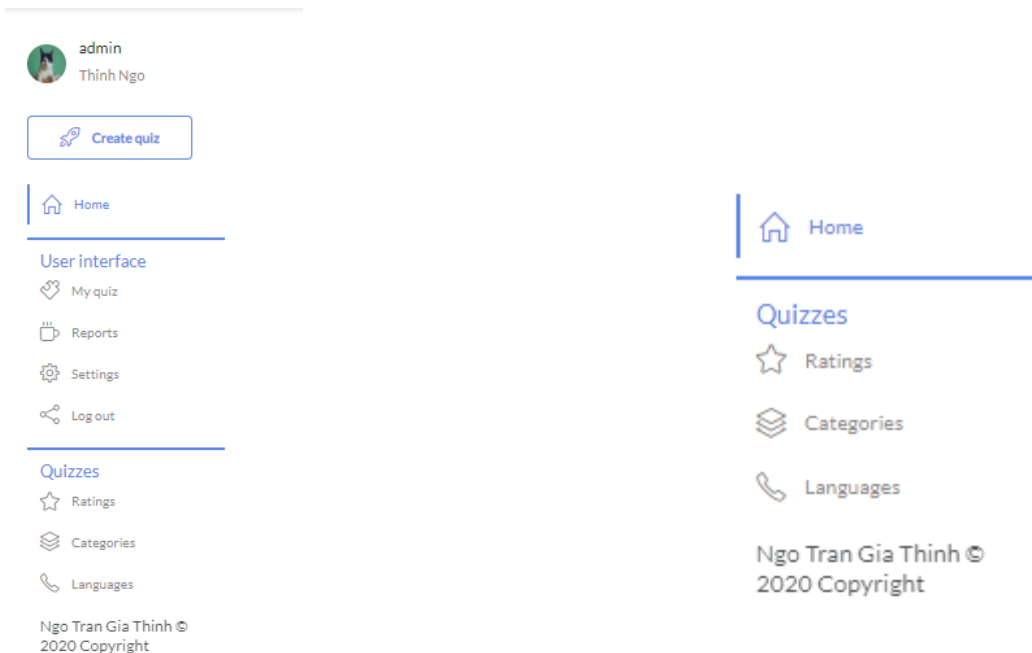 admin
Thinh Ngo
Create quiz
Home
User interface
My quiz
Reports
Settings
Log out
Quizzes
Ratings
Categories
Languages
Ngo Tran Gia Thinh ©
2020 Copyright
Home
Quizzes
Ratings
Categories
Languages
Ngo Tran Gia Thinh ©
2020 Copyright